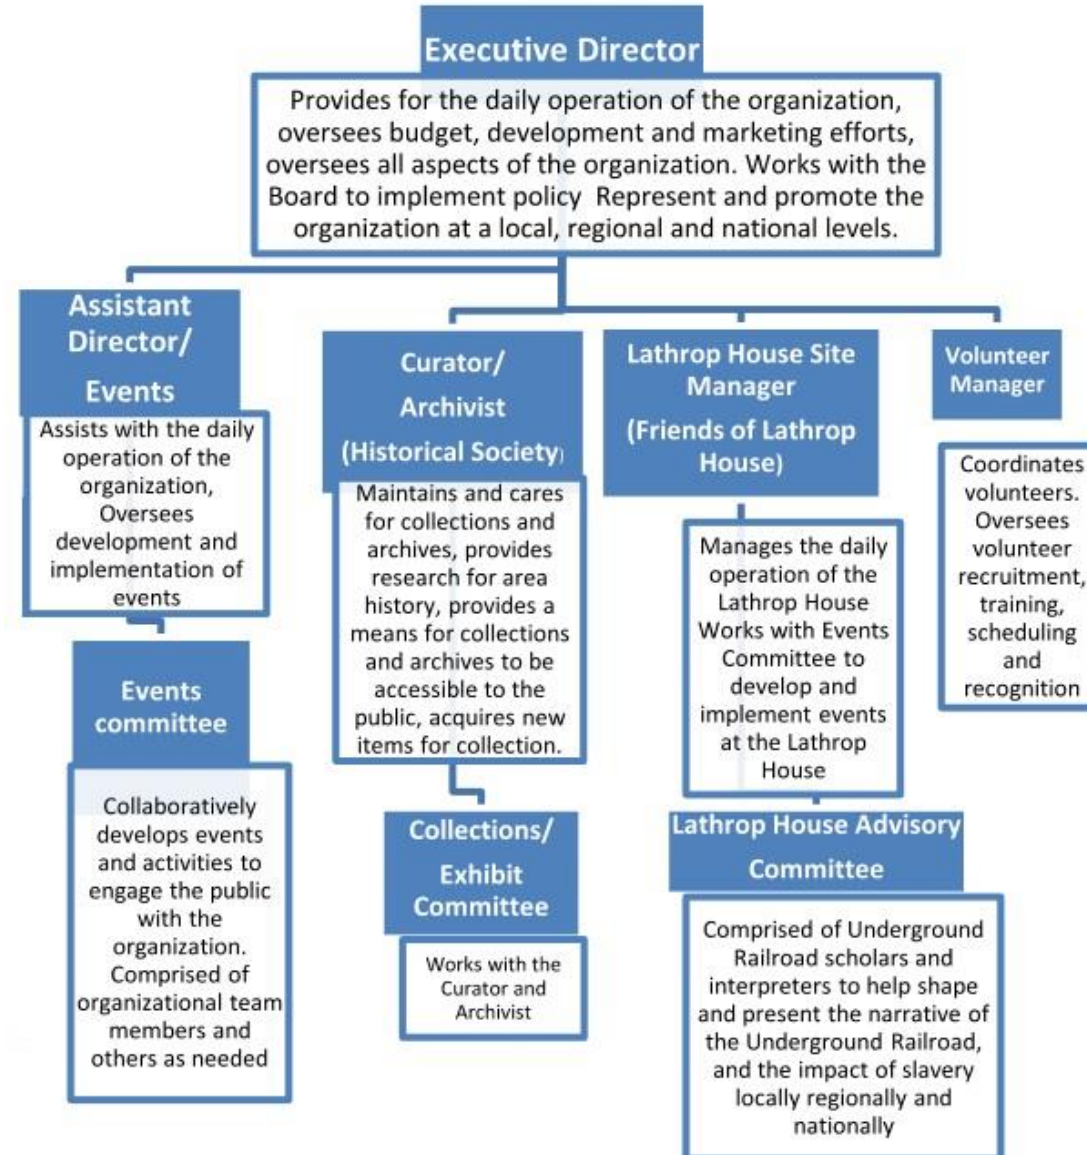 Executive Director
Provides for the daily operation of the organization,
oversees budget, development and marketing efforts,
oversees all aspects of the organization. Works with the
Board to implement policy  Represent and promote the
organization at a local, regional and national levels.
Assistant
Director/
Events
Assists with the daily
operation of the
organization,
Oversees
development and
implementation of
events
Events
committee
Collaboratively
develops events
and activities to
engage the public
with the
organization.
Comprised of
organizational team
members and
others as needed
Curator/
Archivist
(Historical Society)
Maintains and cares
for collections and
archives, provides
research for area
history, provides a
means for collections
and archives to be
accessible to the
public, acquires new
items for collection.
Collections/
Exhibit
Committee
Works with the
Curator and
Archivist
Lathrop House Site
Manager
(Friends of Lathrop
House)
Manages the daily
operation of the
Lathrop House
Works with Events
Committee to
develop and
implement events
at the Lathrop
House
Lathrop House Advisory
Committee
Comprised of Underground
Railroad scholars and
interpreters to help shape
and present the narrative of
the Underground Railroad,
and the impact of slavery
locally regionally and
nationally
Volunteer
Manager
Coordinates
volunteers.
Oversees
volunteer
recruitment,
training,
scheduling
and
recognition